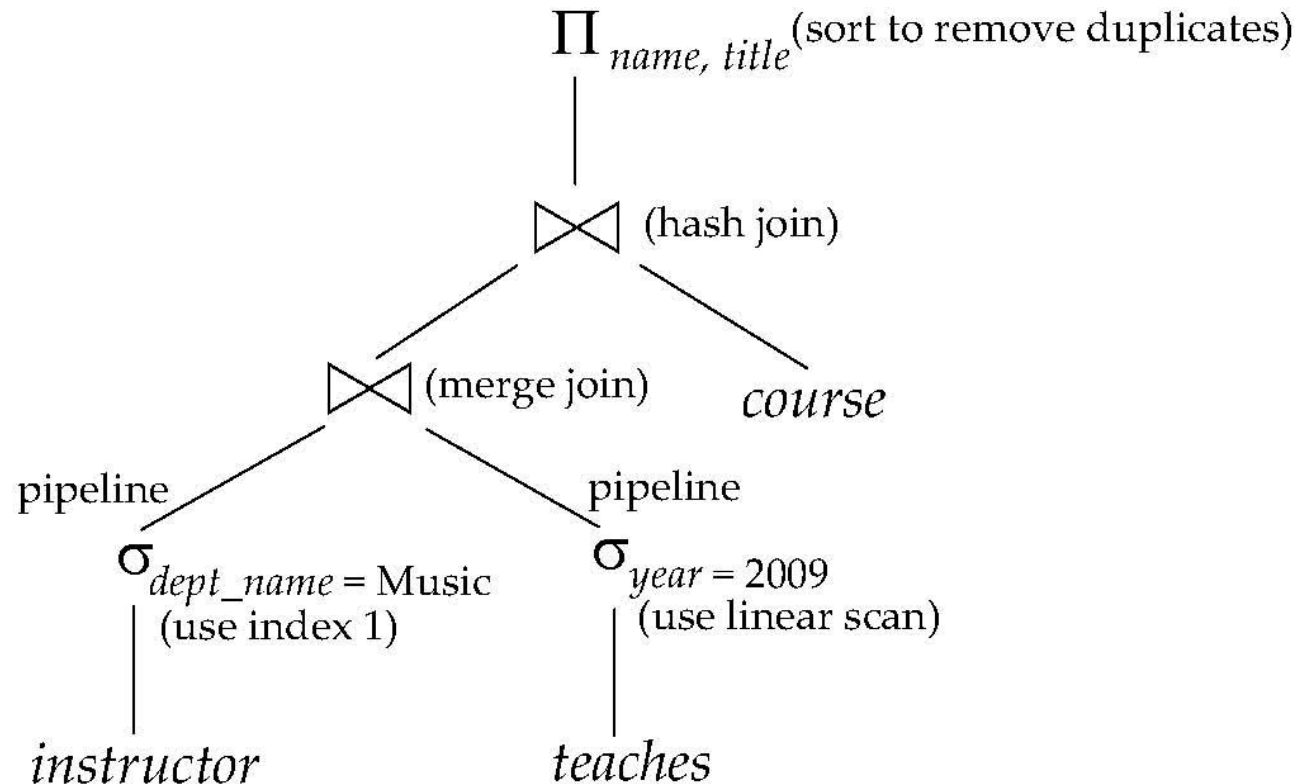 Π name, title (sort to remove duplicates)
(hash join)
(merge join)
course
pipeline
pipeline
σ dept_name = Music
σ year = 2009
(use index 1)
(use linear scan)
instructor
teaches